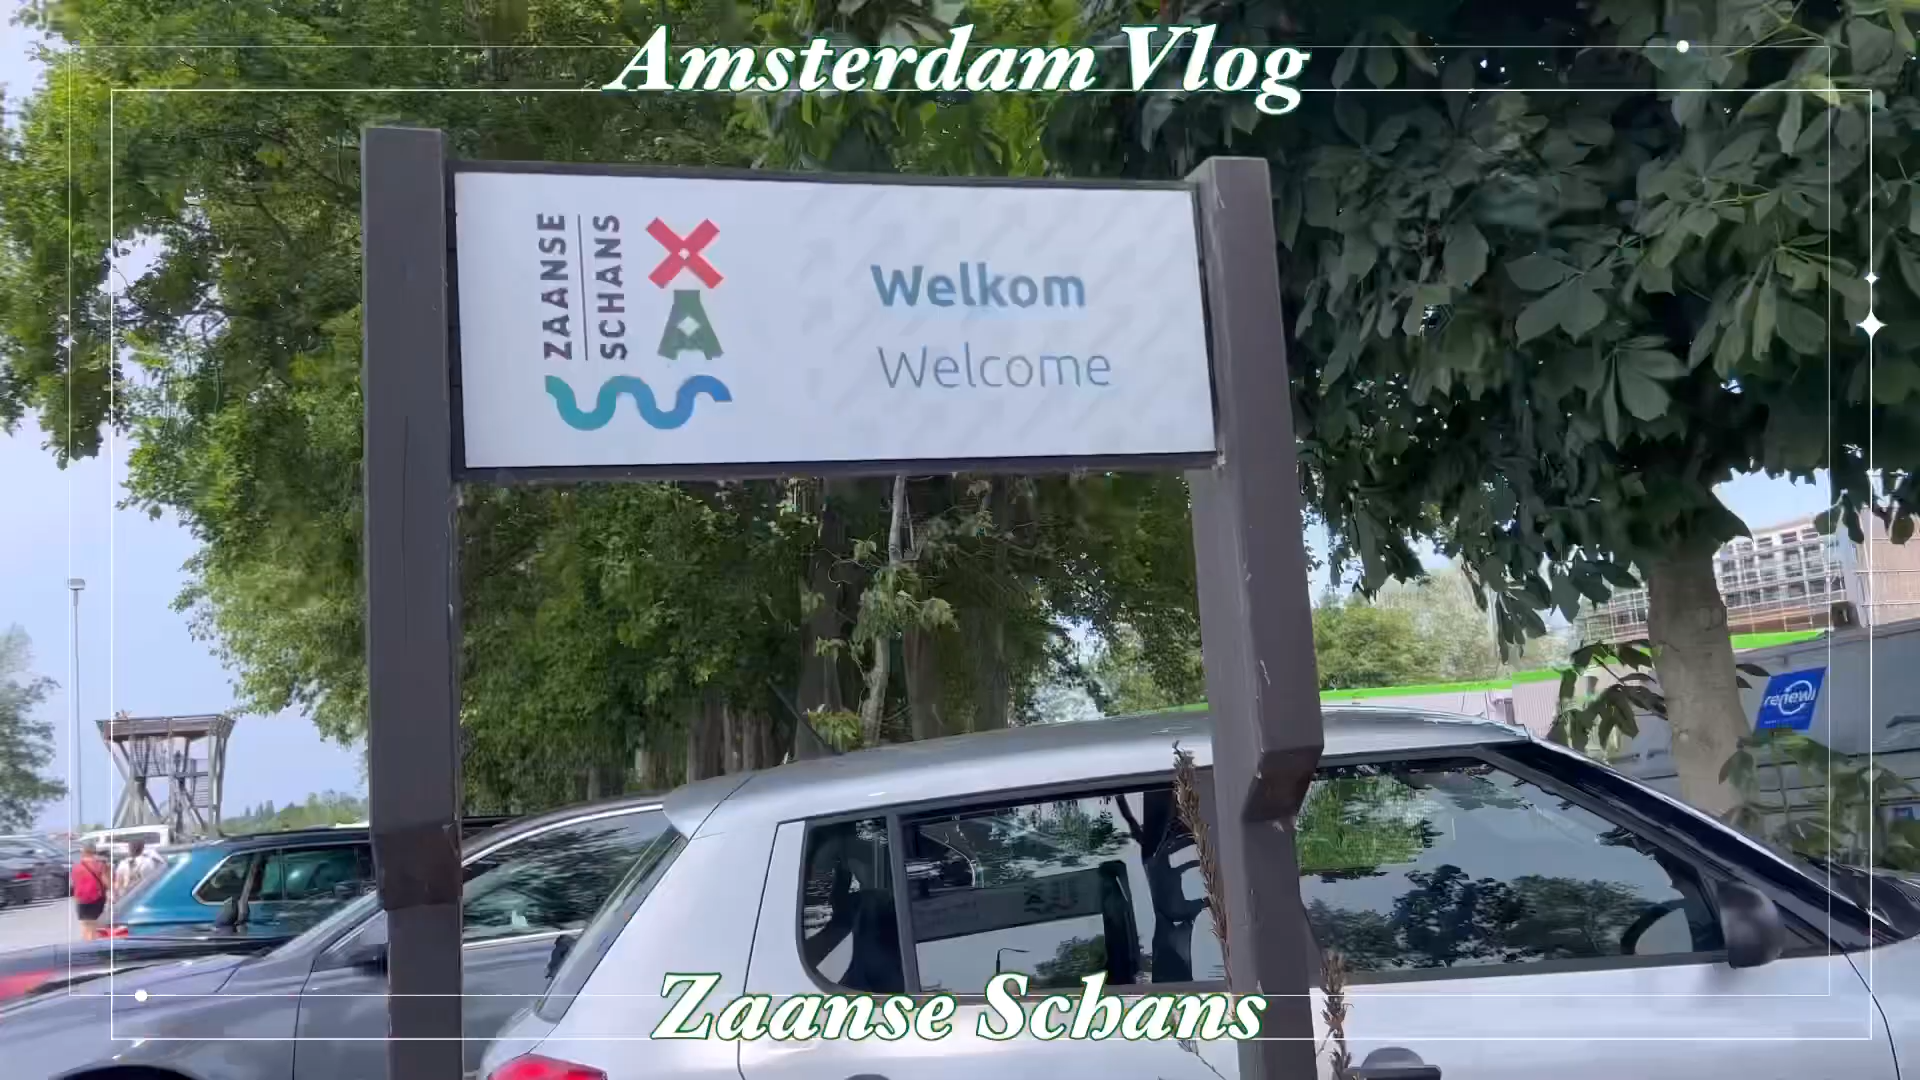 Amsterdam Vlog
ZAANSE
SCHANS
Welkom
Welcome
renew
Zaanse Schans